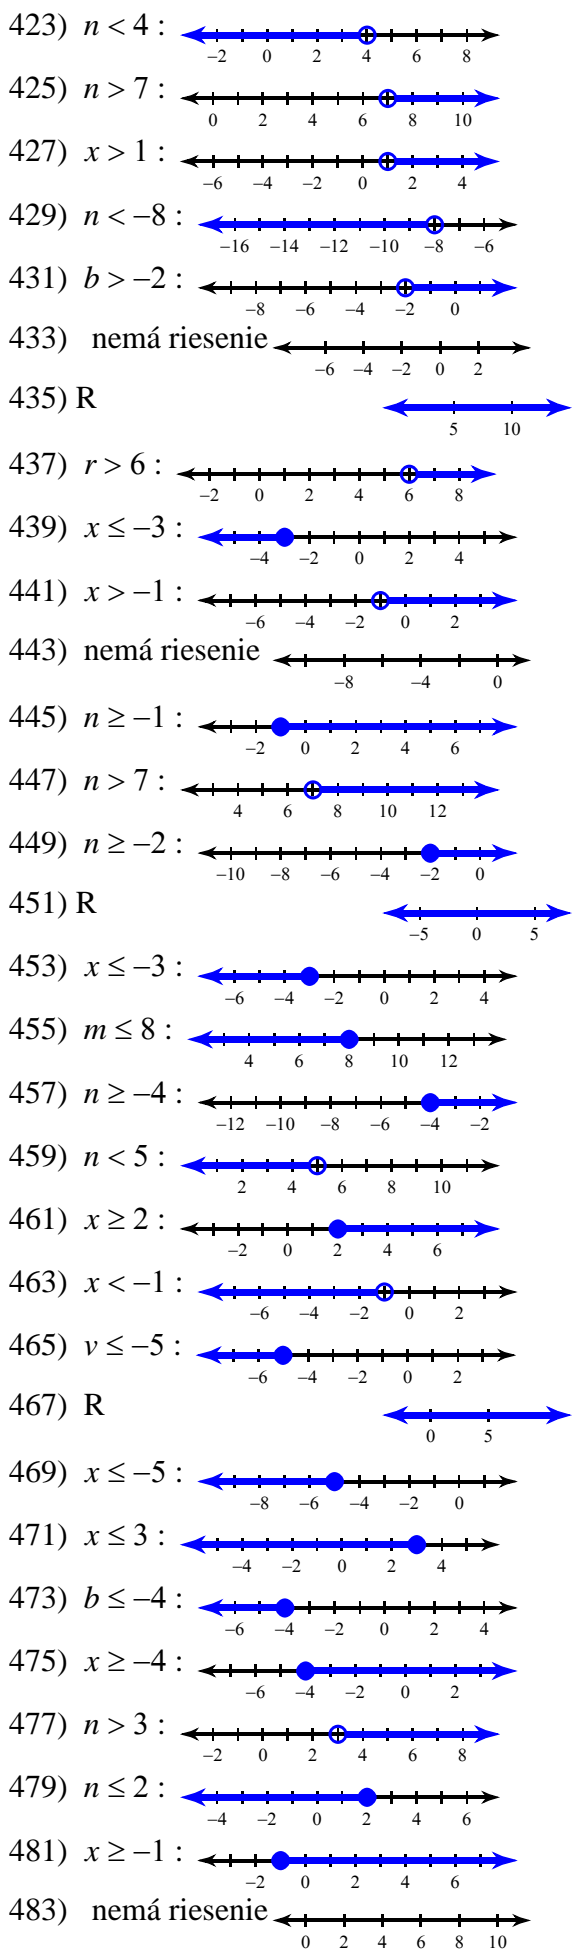 423) n < 4 :
−2 0 2 4 6 8
425) n > 7 :
0 2 4 6 8 10
427) x > 1 :
−6 −4 −2 0 2 4
429) n < −8 :
−16 −14 −12 −10 −8 −6
431) b > −2 :
−8 −6 −4 −2 0
433) nemá riesenie
−6 −4 −2 0 2
435) R
5 10
437) r > 6 :
−2 0 2 4 6 8
439) x ≤ −3 :
−4 −2 0 2 4
441) x > −1 :
−6 −4 −2 0 2
443) nemá riesenie
−8 −4 0
445) n ≥ −1 :
−2 0 2 4 6
447) n > 7 :
4 6 8 10 12
449) n ≥ −2 :
−10 −8 −6 −4 −2 0
451) R
−5 0 5
453) x ≤ −3 :
−6 −4 −2 0 2 4
455) m ≤ 8 :
4 6 8 10 12
457) n ≥ −4 :
−12 −10 −8 −6 −4 −2
459) n < 5 :
2 4 6 8 10
461) x ≥ 2 :
−2 0 2 4 6
463) x < −1 :
−6 −4 −2 0 2
465) v ≤ −5 :
−6 −4 −2 0 2
467) R
0 5
469) x ≤ −5 :
−8 −6 −4 −2 0
471) x ≤ 3 :
−4 −2 0 2 4
473) b ≤ −4 :
−6 −4 −2 0 2 4
475) x ≥ −4 :
−6 −4 −2 0 2
477) n > 3 :
−2 0 2 4 6 8
479) n ≤ 2 :
−4 −2 0 2 4 6
481) x ≥ −1 :
−2 0 2 4 6
483) nemá riesenie
0 2 4 6 8 10